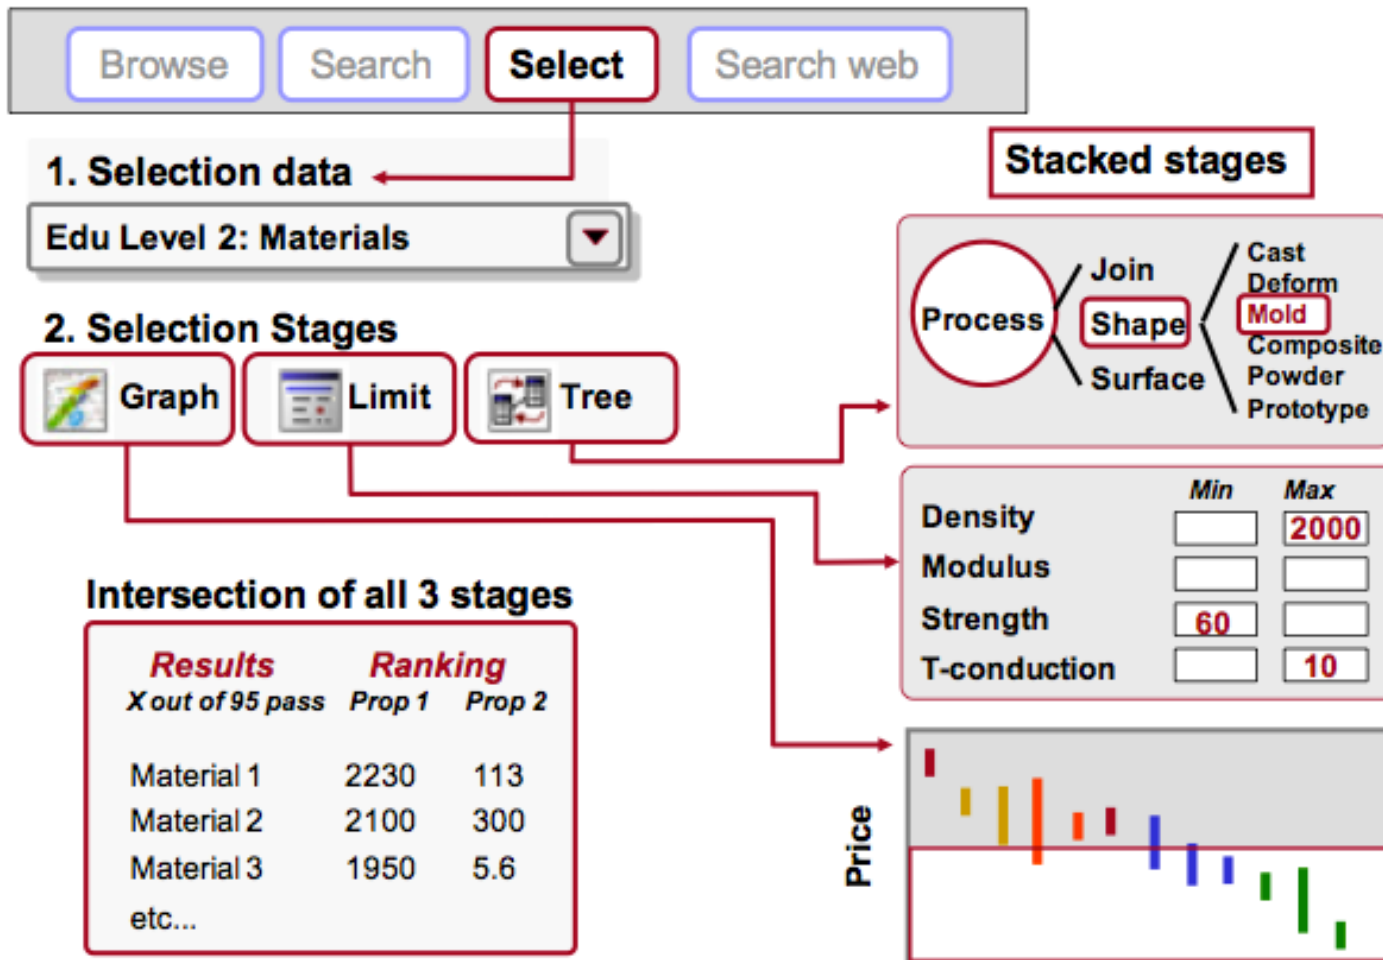 Browse Search Select Search web
1. Selection data
Edu Level 2: Materials
2. Selection Stages
Graph Limit Tree
Intersection of all 3 stages
Results Ranking
X out of 95 pass Prop 1 Prop 2
Material 1 2230 113
Material 2 2100 300
Material 3 1950 5.6
etc...
Stacked stages
Process
Join
Shape
Surface
Cast
Deform
Mold
Composite
Powder
Prototype
Min Max
Density 2000
Modulus
Strength 60
T-conduction 10
Price